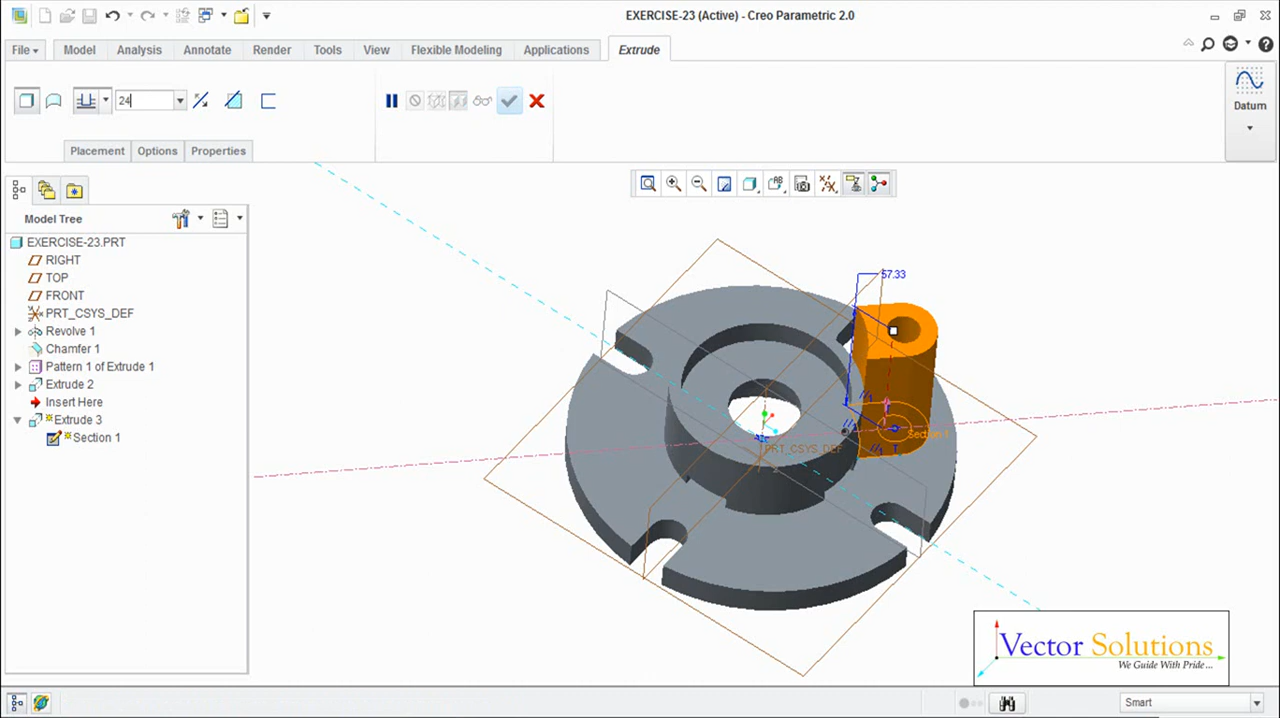 EXERCISE-23 (Active) - Creo Parametric 2.0
File Model Analysis Annotate Render Tools View Flexible Modeling Applications Extrude
24
Datum
Placement Options Properties
Model Tree
EXERCISE-23.PRT
RIGHT
TOP
FRONT
PRT_CSYS_DEF
Revolve 1
Chamfer 1
Pattern 1 of Extrude 1
Extrude 2
Insert Here
Extrude 3
Section 1
57.33
Section 1
PRT_CSYS_DEF
Vector Solutions
We Guide With Pride...
Smart